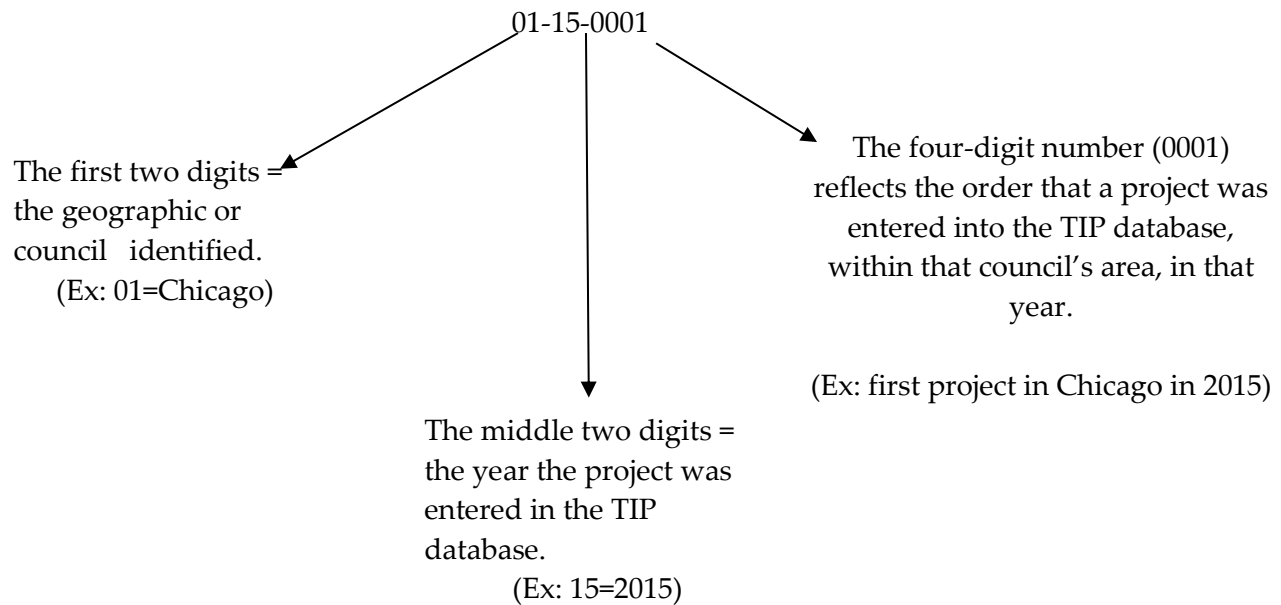 01-15-0001
The first two digits =
the geographic or
council identified.
(Ex: 01=Chicago)
The middle two digits =
the year the project was
entered in the TIP
database.
(Ex: 15=2015)
The four-digit number (0001)
reflects the order that a project was
entered into the TIP database,
within that council’s area, in that
year.
(Ex: first project in Chicago in 2015)